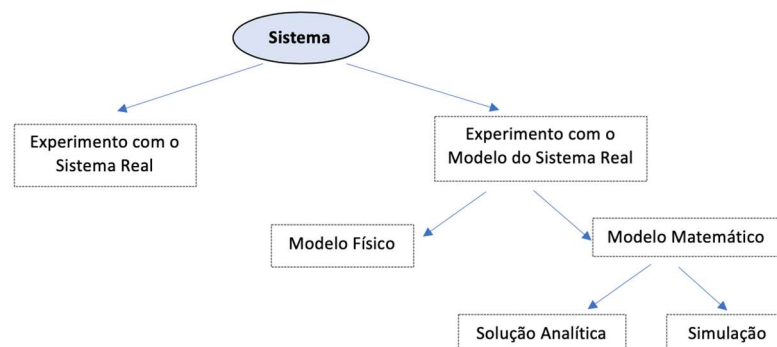 Sistema
Experimento com o
Sistema Real
Experimento com o
Modelo do Sistema Real
Modelo Físico
Modelo Matemático
Solução Analítica
Simulação